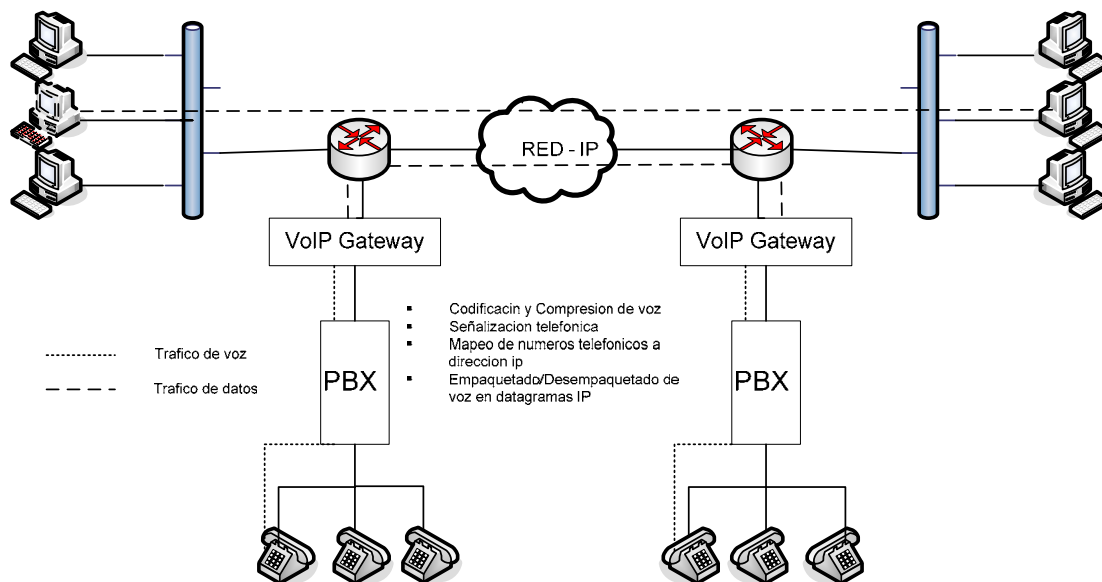 RED - IP
VoIP Gateway
VoIP Gateway
Codificacin y Compresion de voz
Señalizacion telefonica
Mapeo de numeros telefonicos a
direccion ip
Empaquetado/Desempaquetado de
voz en datagramas IP
Trafico de voz
Trafico de datos
PBX
PBX